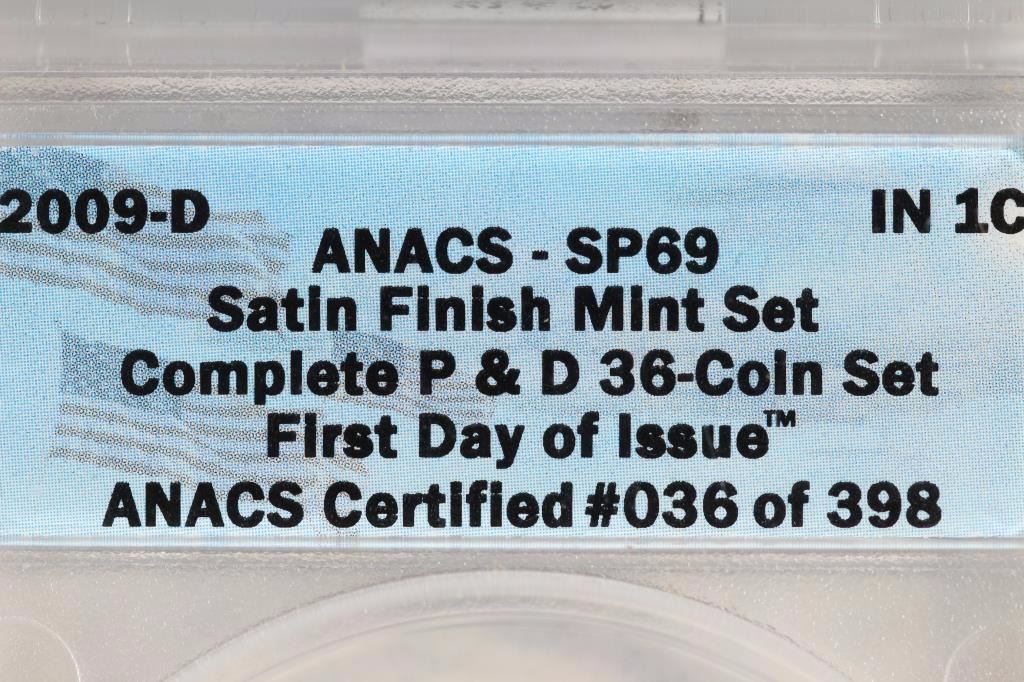 2009-D IN 1C
ANACS - SP69
Satin Finish Mint Set
Complete P & D 36-Coin Set
First Day of Issue™
ANACS Certified #036 of 398